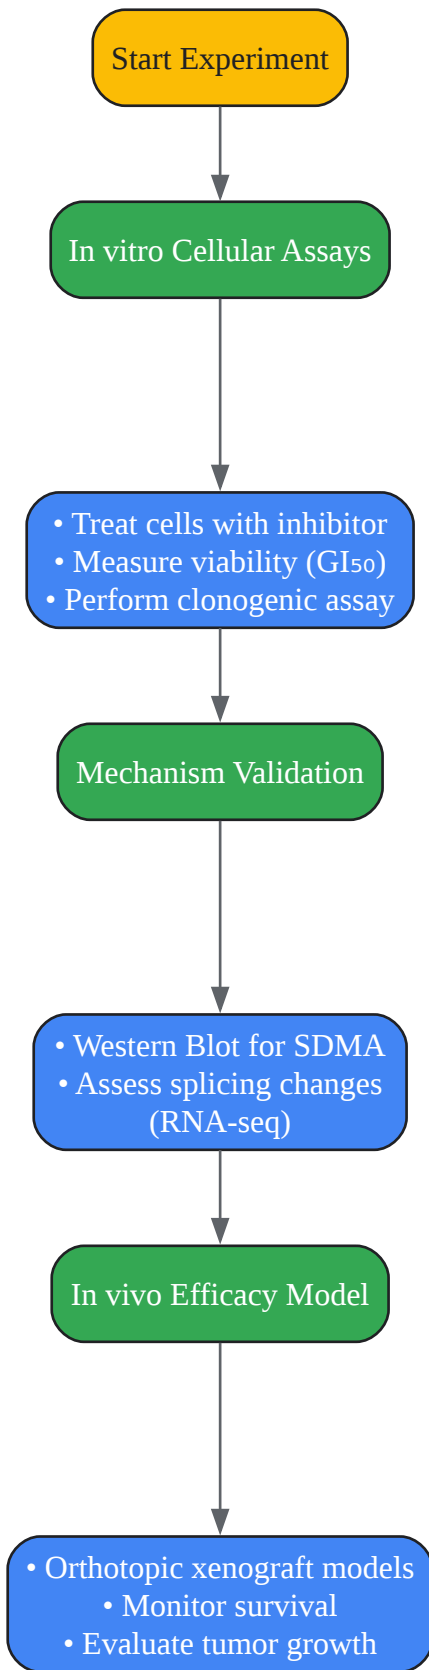 Start Experiment
In vitro Cellular Assays
• Treat cells with inhibitor
• Measure viability (GI₅₀)
• Perform clonogenic assay
Mechanism Validation
• Western Blot for SDMA
• Assess splicing changes
(RNA-seq)
In vivo Efficacy Model
• Orthotopic xenograft models
• Monitor survival
• Evaluate tumor growth